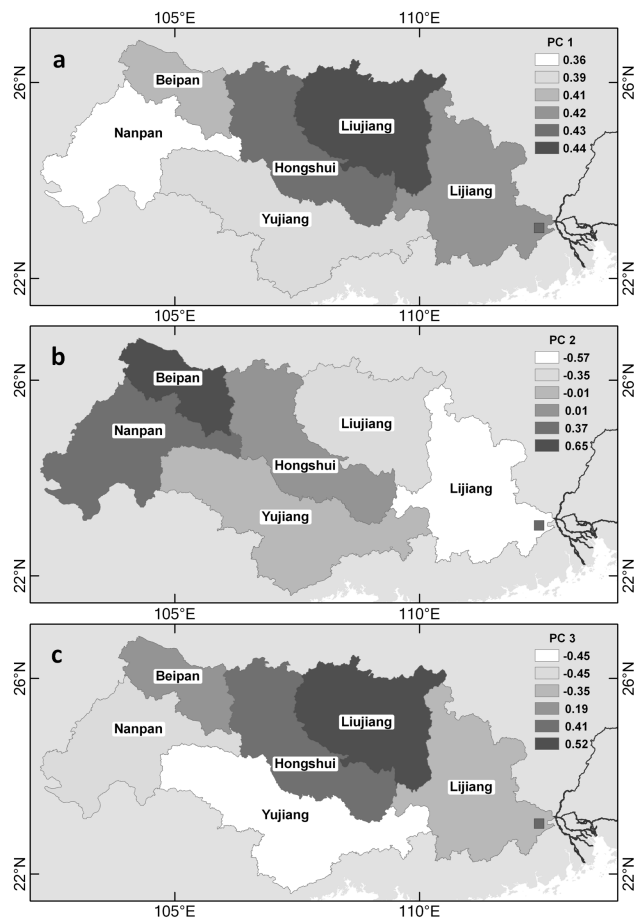 105°E 110°E
a
PC 1
0.36
0.39
0.41
0.42
0.43
0.44
26°N 26°N
Beipan
Nanpan
Liujiang
Hongshui
Lijiang
Yujiang
22°N 22°N
105°E 110°E
b
PC 2
-0.57
-0.35
-0.01
0.01
0.37
0.65
26°N 26°N
Beipan
Liujiang
Nanpan
Hongshui
Lijiang
Yujiang
22°N 22°N
105°E 110°E
c
PC 3
-0.45
-0.45
-0.35
0.19
0.41
0.52
26°N 26°N
Beipan
Liujiang
Nanpan
Hongshui
Lijiang
Yujiang
22°N 22°N
105°E 110°E